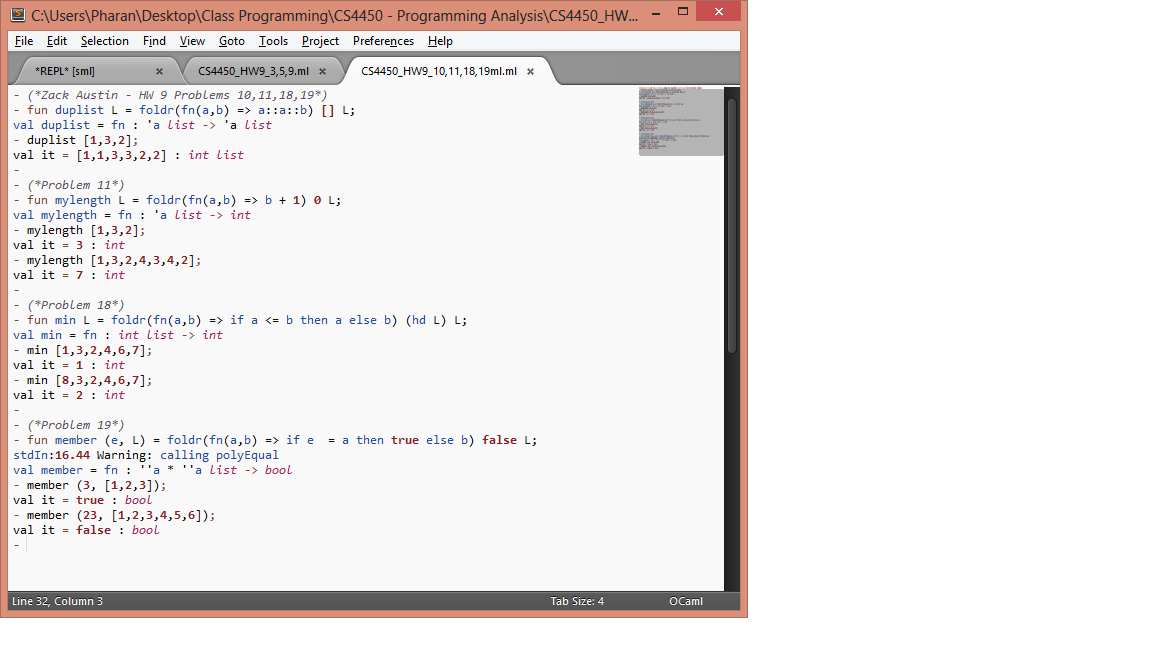 C:\Users\Pharan\Desktop\Class Programming\CS4450 - Programming Analysis\CS4450_HW...
File Edit Selection Find View Goto Tools Project Preferences Help
*REPL* [sml] × CS4450_HW9_3,5,9.ml × CS4450_HW9_10,11,18,19ml.ml ×
- (*Zack Austin - HW 9 Problems 10,11,18,19*)
- fun duplist L = foldr(fn(a,b) => a::a::b) [] L;
val duplist = fn : 'a list -> 'a list
- duplist [1,3,2];
val it = [1,1,3,3,2,2] : int list
-
- (*Problem 11*)
- fun mylength L = foldr(fn(a,b) => b + 1) 0 L;
val mylength = fn : 'a list -> int
- mylength [1,3,2];
val it = 3 : int
- mylength [1,3,2,4,3,4,2];
val it = 7 : int
-
- (*Problem 18*)
- fun min L = foldr(fn(a,b) => if a <= b then a else b) (hd L) L;
val min = fn : int list -> int
- min [1,3,2,4,6,7];
val it = 1 : int
- min [8,3,2,4,6,7];
val it = 2 : int
-
- (*Problem 19*)
- fun member (e, L) = foldr(fn(a,b) => if e  = a then true else b) false L;
stdIn:16.44 Warning: calling polyEqual
val member = fn : ''a * ''a list -> bool
- member (3, [1,2,3]);
val it = true : bool
- member (23, [1,2,3,4,5,6]);
val it = false : bool
-
Line 32, Column 3 Tab Size: 4 OCaml